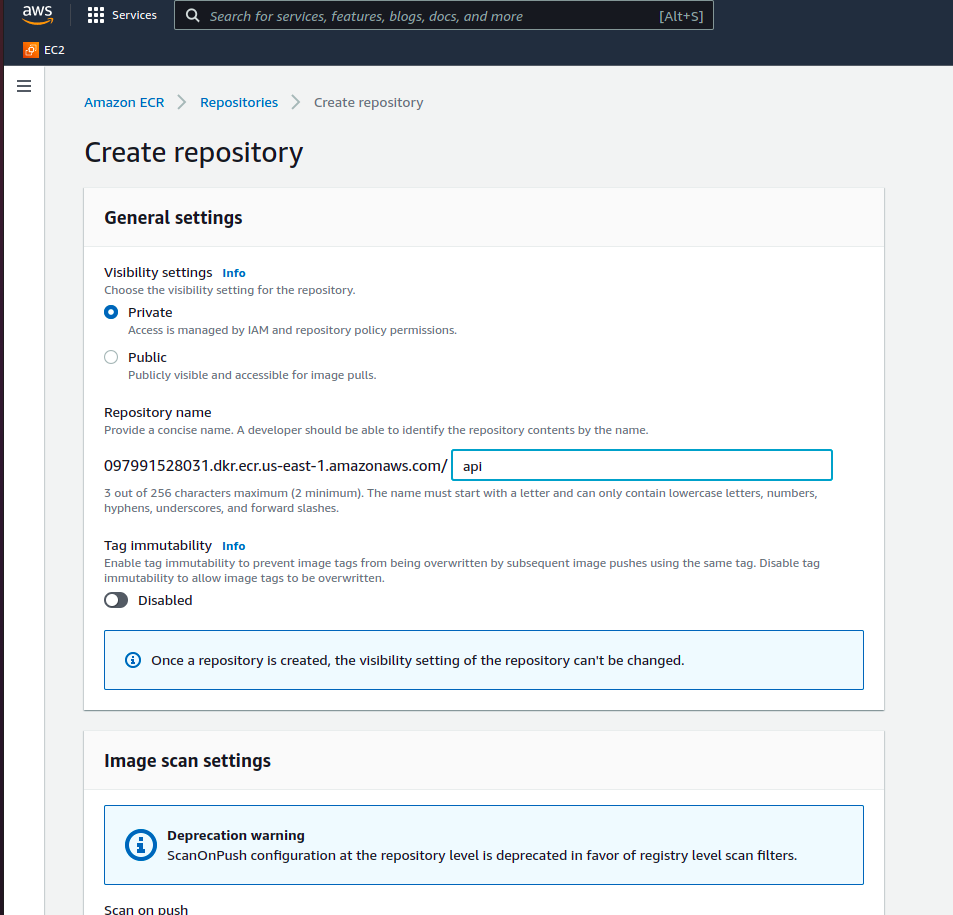 aws
Services
Search for services, features, blogs, docs, and more
[Alt+S]
EC2
Amazon ECR
Repositories
Create repository
Create repository
General settings
Visibility settings Info
Choose the visibility setting for the repository.
Private
Access is managed by IAM and repository policy permissions.
Public
Publicly visible and accessible for image pulls.
Repository name
Provide a concise name. A developer should be able to identify the repository contents by the name.
097991528031.dkr.ecr.us-east-1.amazonaws.com/ api
3 out of 256 characters maximum (2 minimum). The name must start with a letter and can only contain lowercase letters, numbers,
hyphens, underscores, and forward slashes.
Tag immutability Info
Enable tag immutability to prevent image tags from being overwritten by subsequent image pushes using the same tag. Disable tag
immutability to allow image tags to be overwritten.
Disabled
Once a repository is created, the visibility setting of the repository can't be changed.
Image scan settings
Deprecation warning
ScanOnPush configuration at the repository level is deprecated in favor of registry level scan filters.
Scan on push